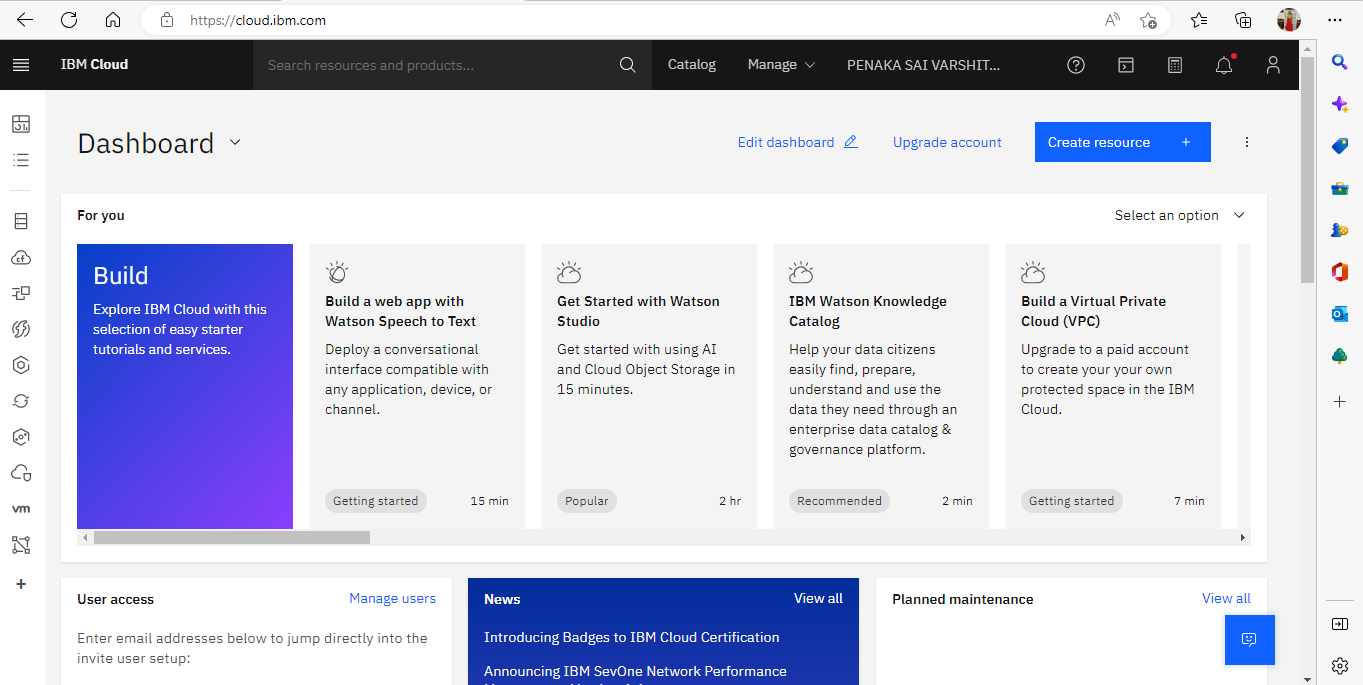 https://cloud.ibm.com
IBM Cloud
Search resources and products...
Catalog
Manage
PENAKA SAI VARSHIT...
Dashboard
Edit dashboard
Upgrade account
Create resource +
For you
Select an option
Build
Explore IBM Cloud with this
selection of easy starter
tutorials and services.
Build a web app with
Watson Speech to Text
Deploy a conversational
interface compatible with
any application, device, or
channel.
Getting started
15 min
Get Started with Watson
Studio
Get started with using AI
and Cloud Object Storage in
15 minutes.
Popular
2 hr
IBM Watson Knowledge
Catalog
Help your data citizens
easily find, prepare,
understand and use the
data they need through an
enterprise data catalog &
governance platform.
Recommended
2 min
Build a Virtual Private
Cloud (VPC)
Upgrade to a paid account
to create your your own
protected space in the IBM
Cloud.
Getting started
7 min
vm
User access
Manage users
Enter email addresses below to jump directly into the
invite user setup:
News
View all
Introducing Badges to IBM Cloud Certification
Announcing IBM SevOne Network Performance
Planned maintenance
View all